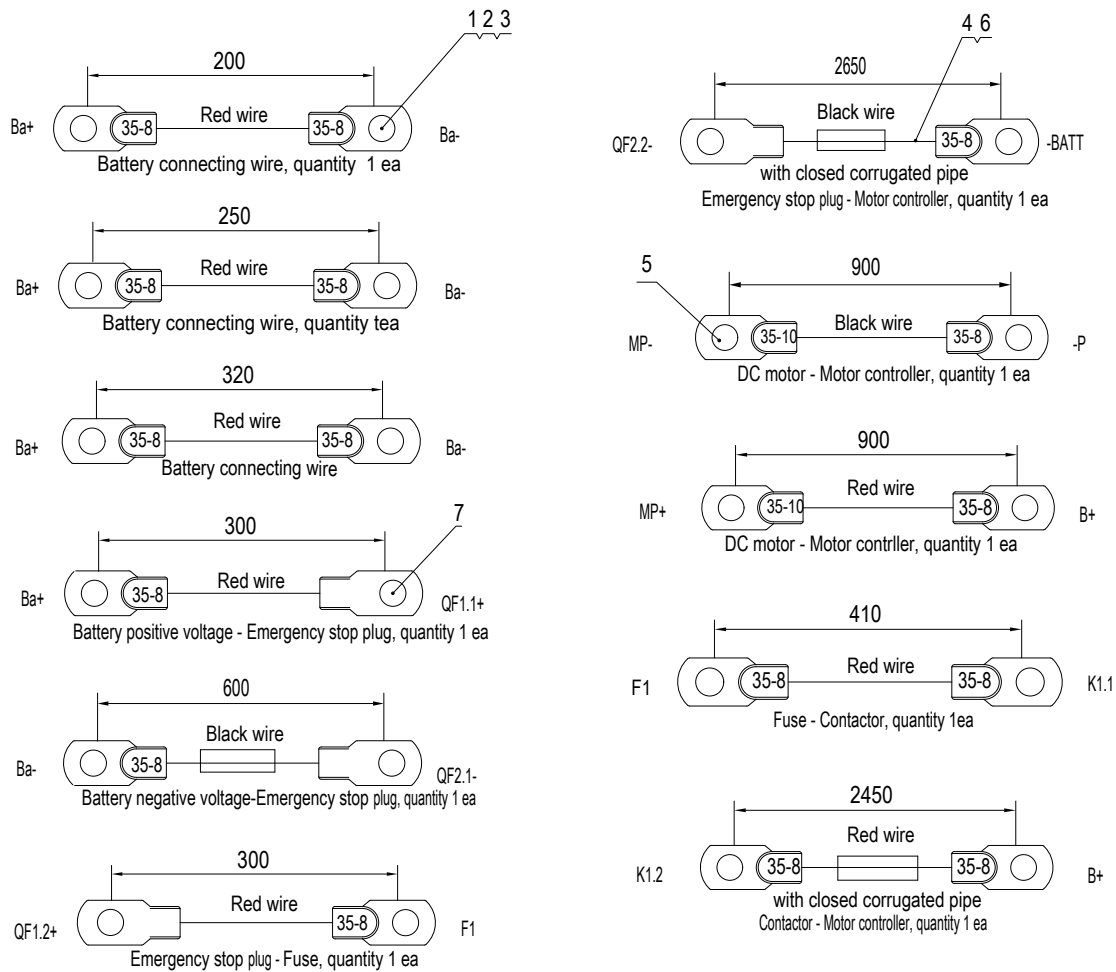 1 2 3
200
Red wire
Ba+ 35-8 35-8 Ba-
Battery connecting wire, quantity 1 ea
250
Red wire
Ba+ 35-8 35-8 Ba-
Battery connecting wire, quantity tea
320
Red wire
Ba+ 35-8 35-8 Ba-
Battery connecting wire
7
300
Red wire
Ba+ 35-8 QF1.1+
Battery positive voltage - Emergency stop plug, quantity 1 ea
600
Black wire
Ba- 35-8 QF2.1-
Battery negative voltage-Emergency stop plug, quantity 1 ea
300
Red wire
QF1.2+ 35-8 F1
Emergency stop plug - Fuse, quantity 1 ea
4 6
2650
Black wire
QF2.2- 35-8 -BATT
with closed corrugated pipe
Emergency stop plug - Motor controller, quantity 1 ea
5
900
Black wire
MP- 35-10 35-8 -P
DC motor - Motor controller, quantity 1 ea
900
Red wire
MP+ 35-10 35-8 B+
DC motor - Motor contrller, quantity 1 ea
410
Red wire
F1 35-8 35-8 K1.1
Fuse - Contactor, quantity 1ea
2450
Red wire
K1.2 35-8 35-8 B+
with closed corrugated pipe
Contactor - Motor controller, quantity 1 ea